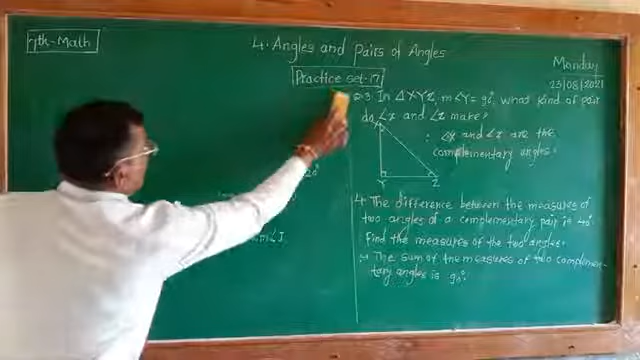 7th-Math
4. Angles and Pairs of Angles
Practice set-17
Monday
23/08/2021
Q.3. In ΔXYZ, m∠Y = 90°. What kind of pair
do ∠x and ∠z make?
∴ ∠x and ∠z are the
complementary angles.
Y
Z
4. The difference between the measures of
two angles of a complementary pair is 40°.
Find the measures of the two angles.
→ The sum of the measures of two complemen-
tary angles is 90°.
20°
m∠J.